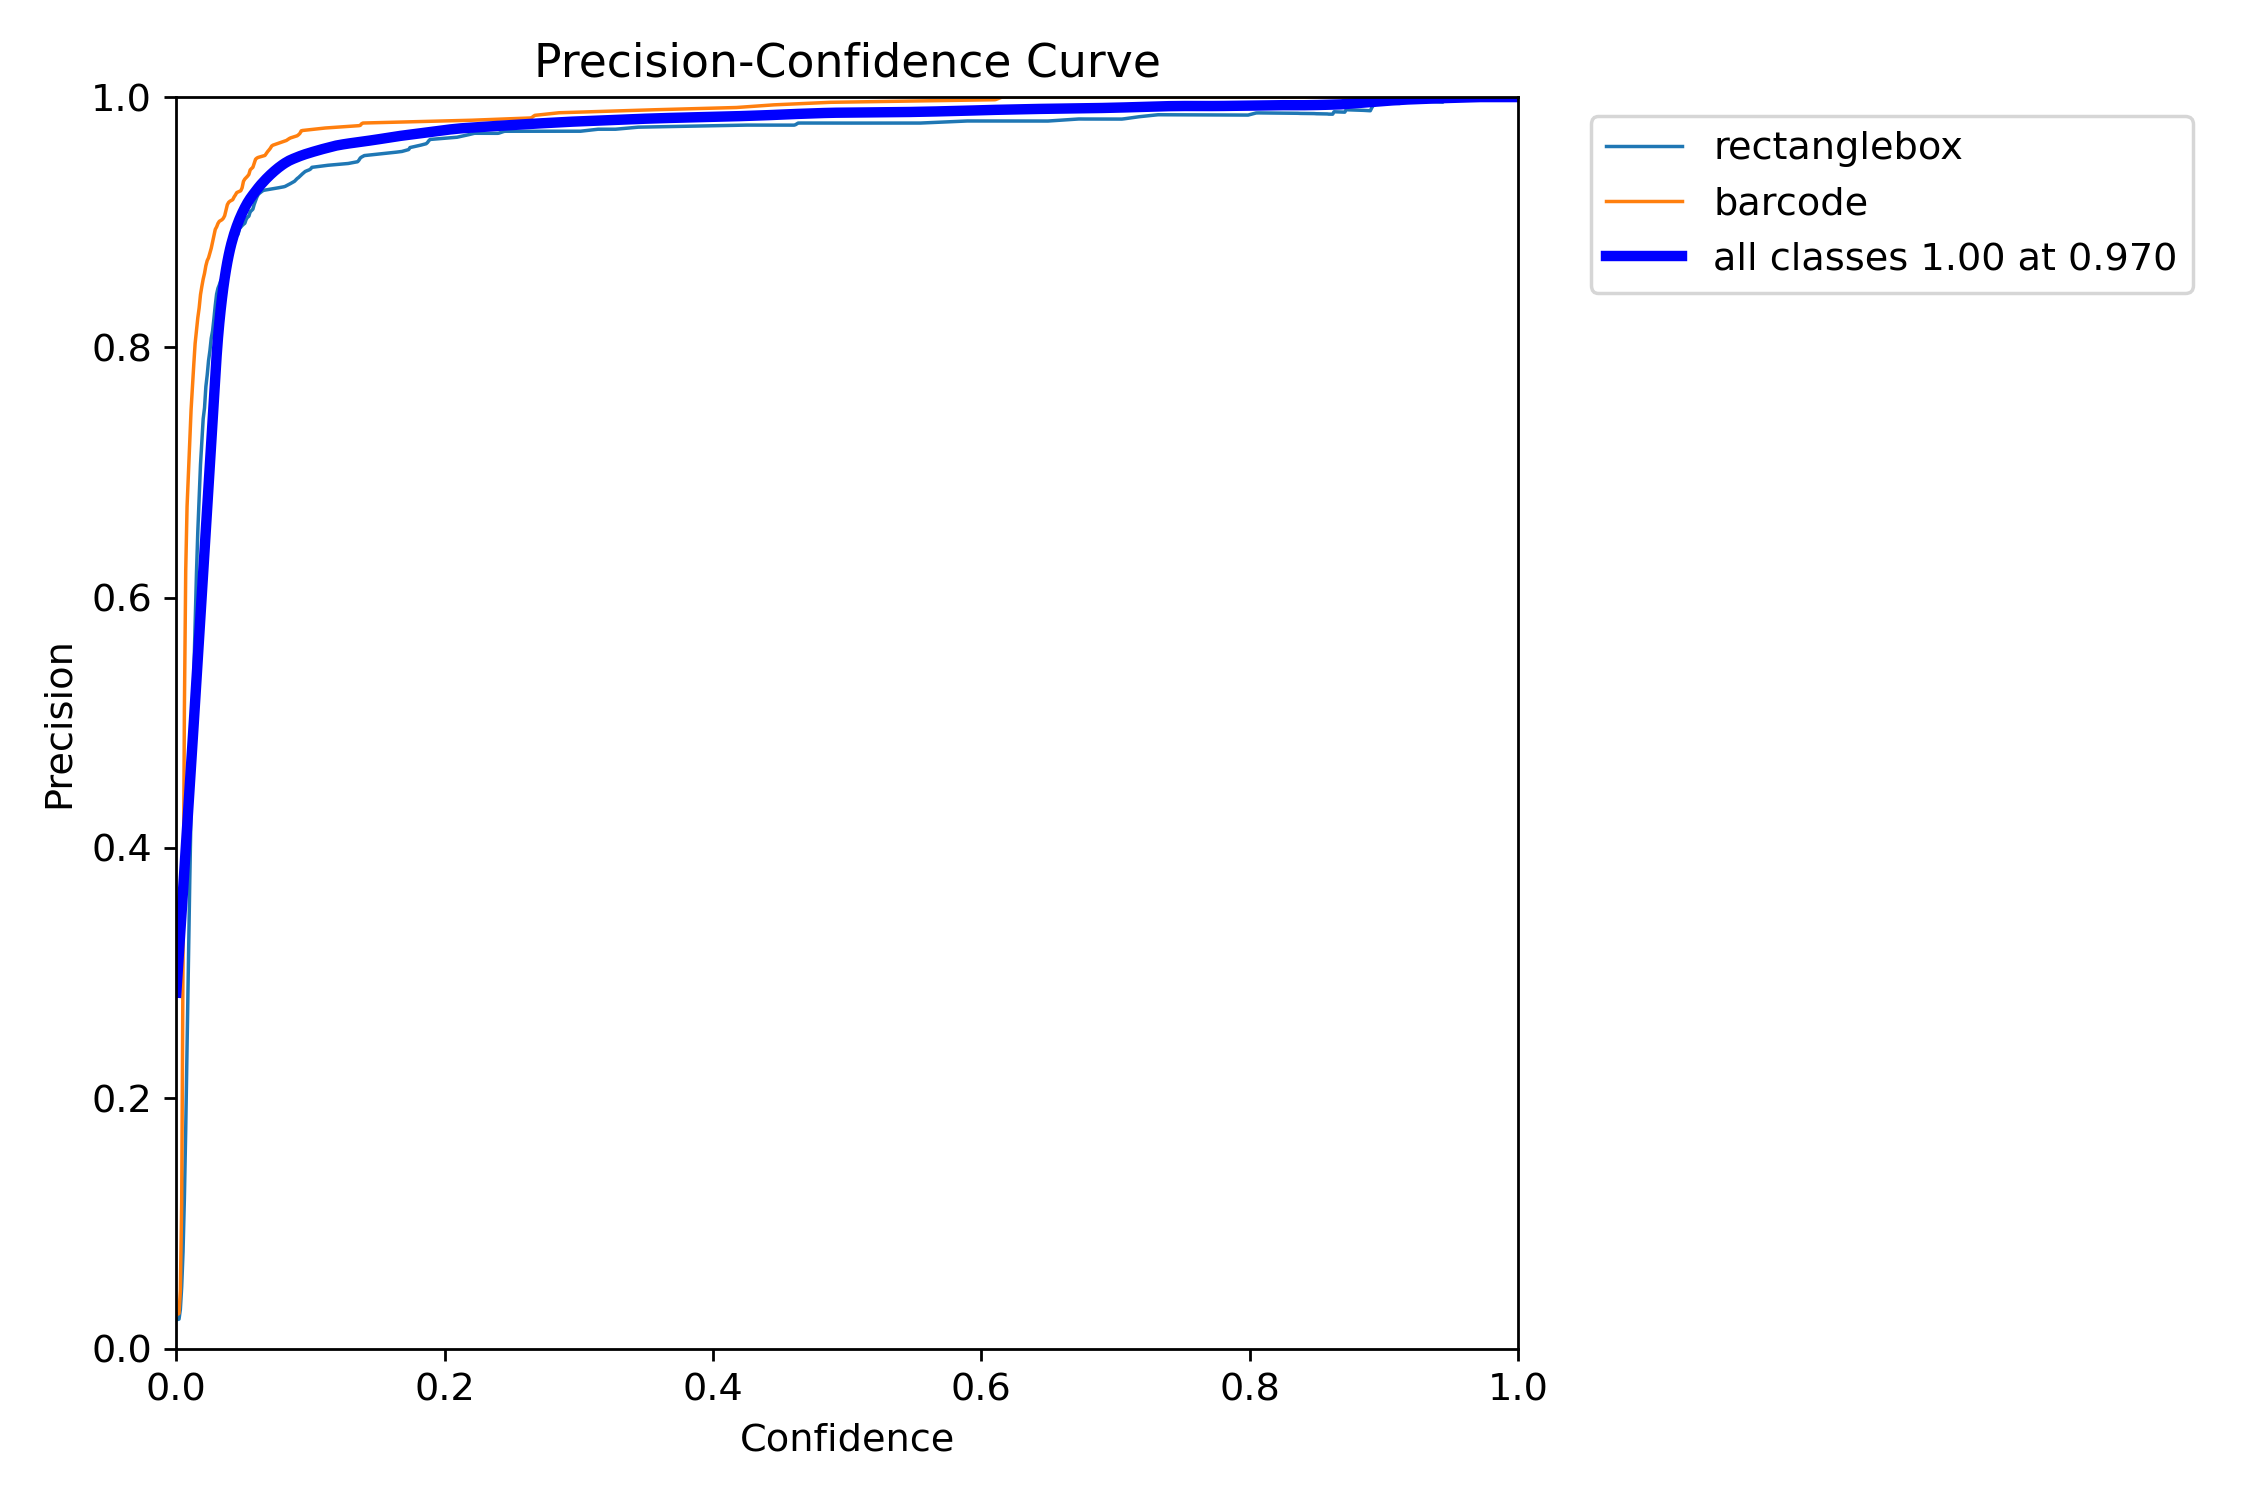 Precision-Confidence Curve
1.0
0.8
0.6
0.4
0.2
0.0
Precision
0.0 0.2 0.4 0.6 0.8 1.0
Confidence
rectanglebox
barcode
all classes 1.00 at 0.970